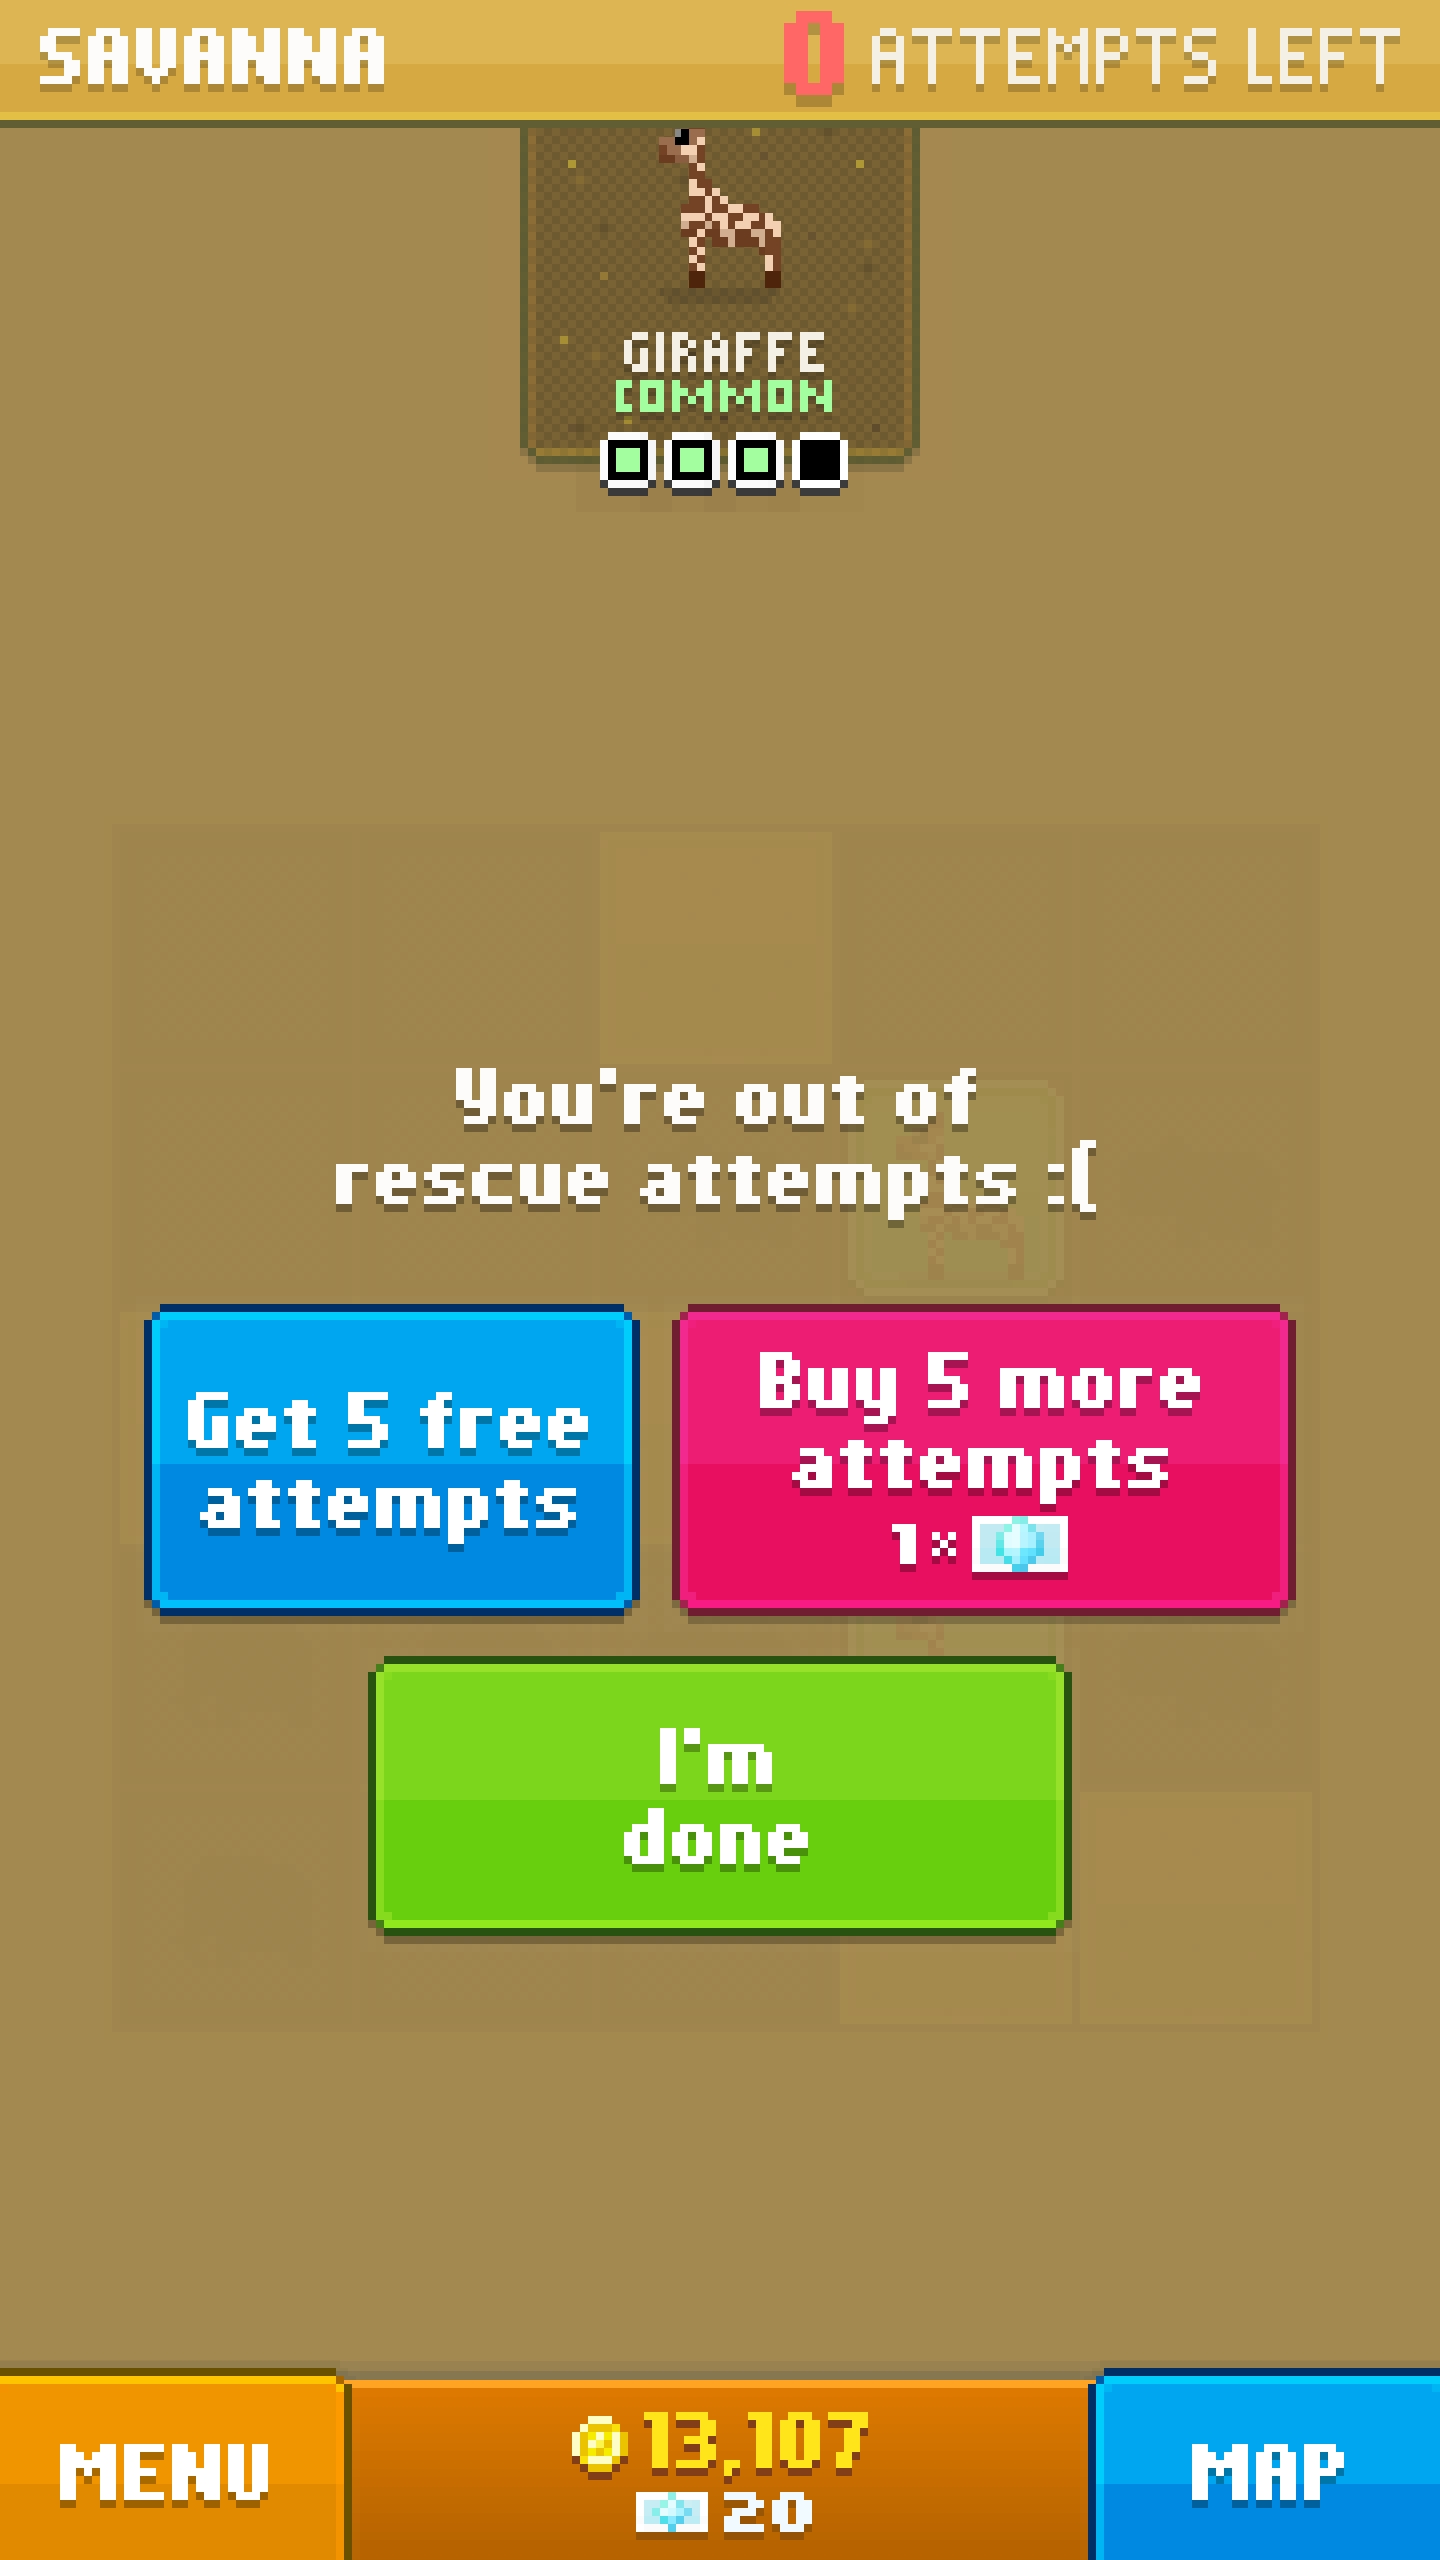 SAVANNA
0 ATTEMPTS LEFT
GIRAFFE
COMMON
You're out of
rescue attempts :(
Get 5 free
attempts
Buy 5 more
attempts
1×
I'm
done
MENU
13,107
20
MAP